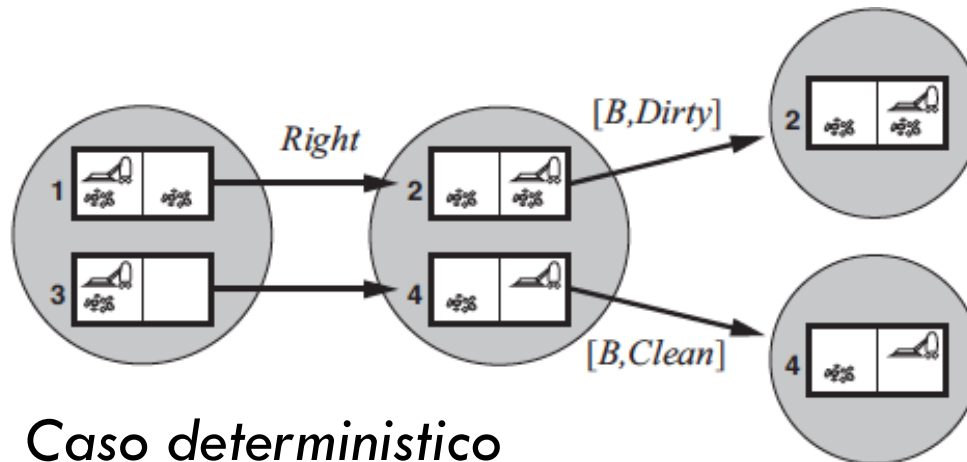 Right
[B,Dirty]
2
1
2
3
4
[B,Clean]
4
Caso deterministico